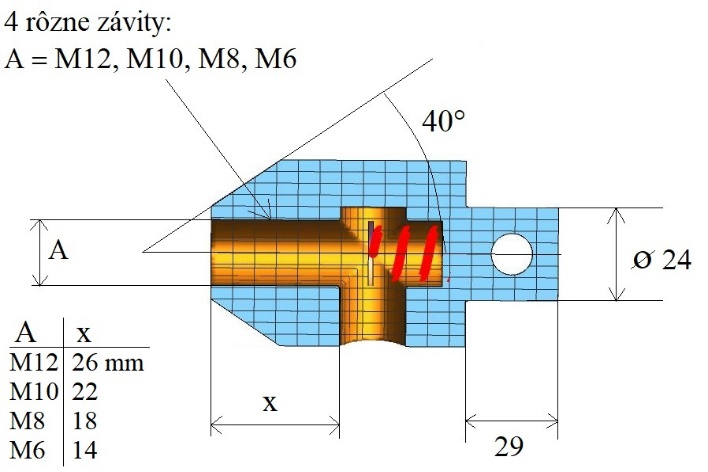 4 rôzne závity:
A = M12, M10, M8, M6
40°
A
ø 24
A x
M12 26 mm
M10 22
M8 18
M6 14
x
29